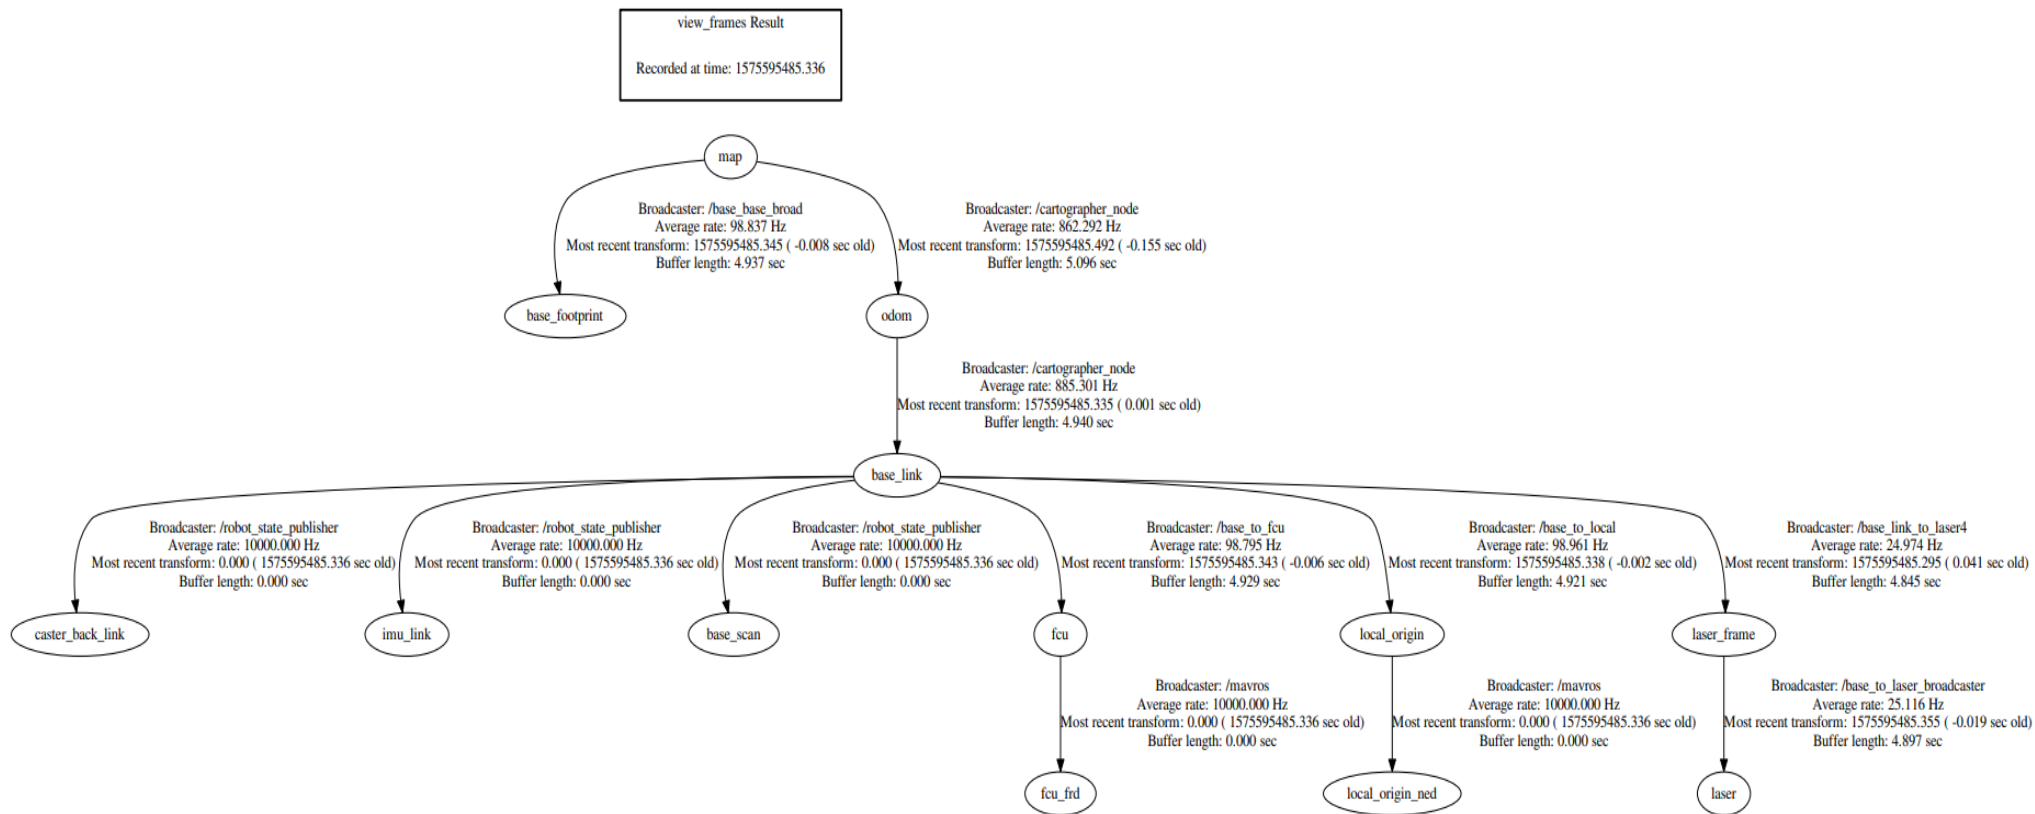 view_frames Result
Recorded at time: 1575595485.336
map
Broadcaster: /base_base_broad
Average rate: 98.837 Hz
Most recent transform: 1575595485.345 ( -0.008 sec old)
Buffer length: 4.937 sec
Broadcaster: /cartographer_node
Average rate: 862.292 Hz
Most recent transform: 1575595485.492 ( -0.155 sec old)
Buffer length: 5.096 sec
base_footprint
odom
Broadcaster: /cartographer_node
Average rate: 885.301 Hz
Most recent transform: 1575595485.335 ( 0.001 sec old)
Buffer length: 4.940 sec
base_link
Broadcaster: /robot_state_publisher
Average rate: 10000.000 Hz
Most recent transform: 0.000 ( 1575595485.336 sec old)
Buffer length: 0.000 sec
Broadcaster: /robot_state_publisher
Average rate: 10000.000 Hz
Most recent transform: 0.000 ( 1575595485.336 sec old)
Buffer length: 0.000 sec
Broadcaster: /robot_state_publisher
Average rate: 10000.000 Hz
Most recent transform: 0.000 ( 1575595485.336 sec old)
Buffer length: 0.000 sec
Broadcaster: /base_to_fcu
Average rate: 98.795 Hz
Most recent transform: 1575595485.343 ( -0.006 sec old)
Buffer length: 4.929 sec
Broadcaster: /base_to_local
Average rate: 98.961 Hz
Most recent transform: 1575595485.338 ( -0.002 sec old)
Buffer length: 4.921 sec
Broadcaster: /base_link_to_laser4
Average rate: 24.974 Hz
Most recent transform: 1575595485.295 ( 0.041 sec old)
Buffer length: 4.845 sec
caster_back_link
imu_link
base_scan
fcu
local_origin
laser_frame
Broadcaster: /mavros
Average rate: 10000.000 Hz
Most recent transform: 0.000 ( 1575595485.336 sec old)
Buffer length: 0.000 sec
Broadcaster: /mavros
Average rate: 10000.000 Hz
Most recent transform: 0.000 ( 1575595485.336 sec old)
Buffer length: 0.000 sec
Broadcaster: /base_to_laser_broadcaster
Average rate: 25.116 Hz
Most recent transform: 1575595485.355 ( -0.019 sec old)
Buffer length: 4.897 sec
fcu_frd
local_origin_ned
laser